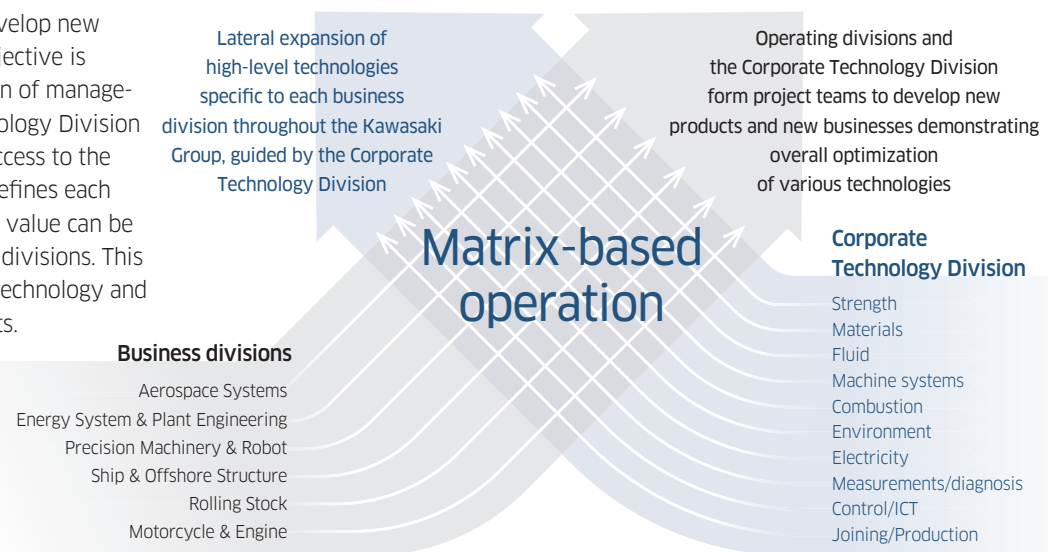 velop new
jective is
n of manage-
ology Division
ccess to the
efines each
value can be
divisions. This
echnology and
ts.
Lateral expansion of
high-level technologies
specific to each business
division throughout the Kawasaki
Group, guided by the Corporate
Technology Division
Operating divisions and
the Corporate Technology Division
form project teams to develop new
products and new businesses demonstrating
overall optimization
of various technologies
Matrix-based
operation
Business divisions
Aerospace Systems
Energy System & Plant Engineering
Precision Machinery & Robot
Ship & Offshore Structure
Rolling Stock
Motorcycle & Engine
Corporate
Technology Division
Strength
Materials
Fluid
Machine systems
Combustion
Environment
Electricity
Measurements/diagnosis
Control/ICT
Joining/Production